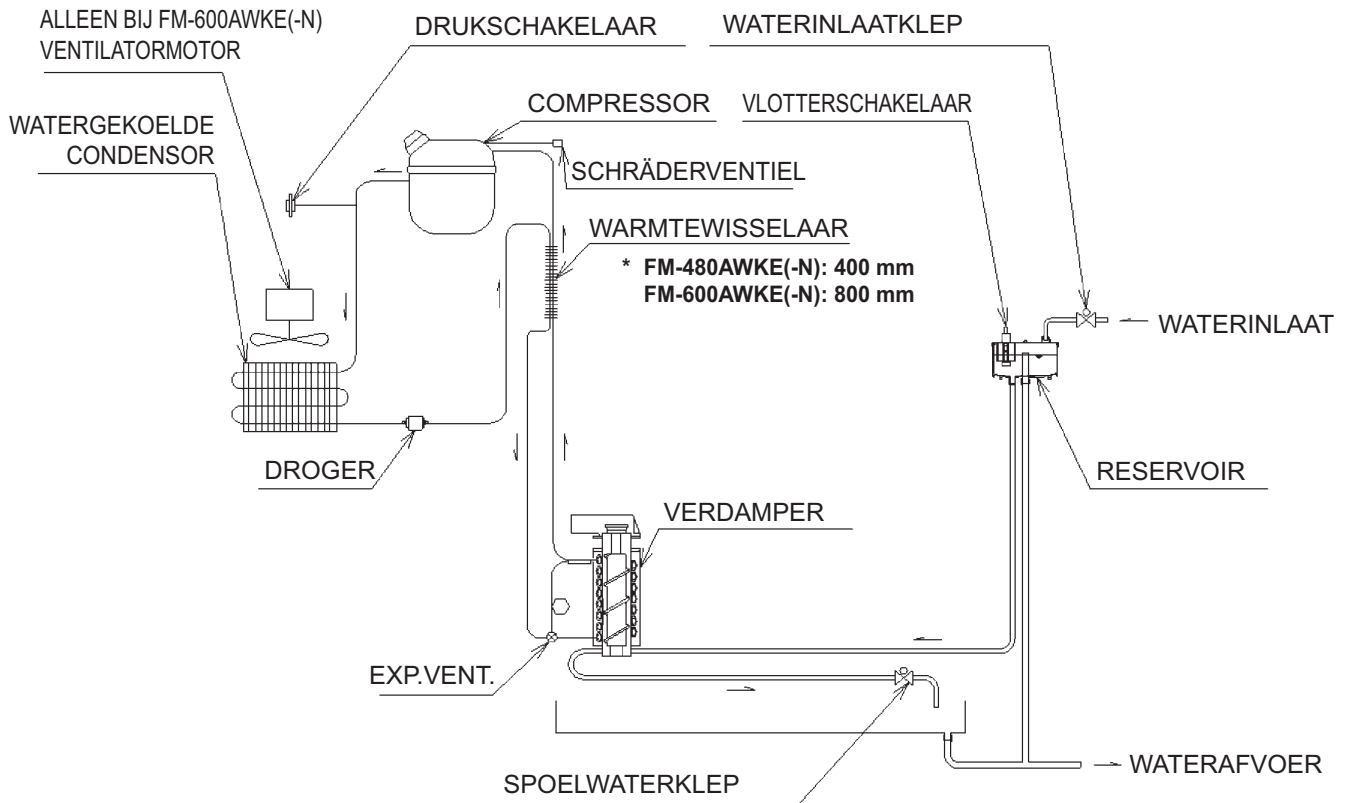 ALLEEN BIJ FM-600AWKE(-N)
VENTILATORMOTOR
DRUKSCHAKELAAR
WATERINLAATKLEP
COMPRESSOR
VLOTTERSCHAKELAAR
WATERGEKOELDE
CONDENSOR
SCHRÄDERVENTIEL
WARMTEWISSELAAR
* FM-480AWKE(-N): 400 mm
FM-600AWKE(-N): 800 mm
WATERINLAAT
DROGER
RESERVOIR
VERDAMPER
EXP.VENT.
SPOELWATERKLEP
WATERAFVOER